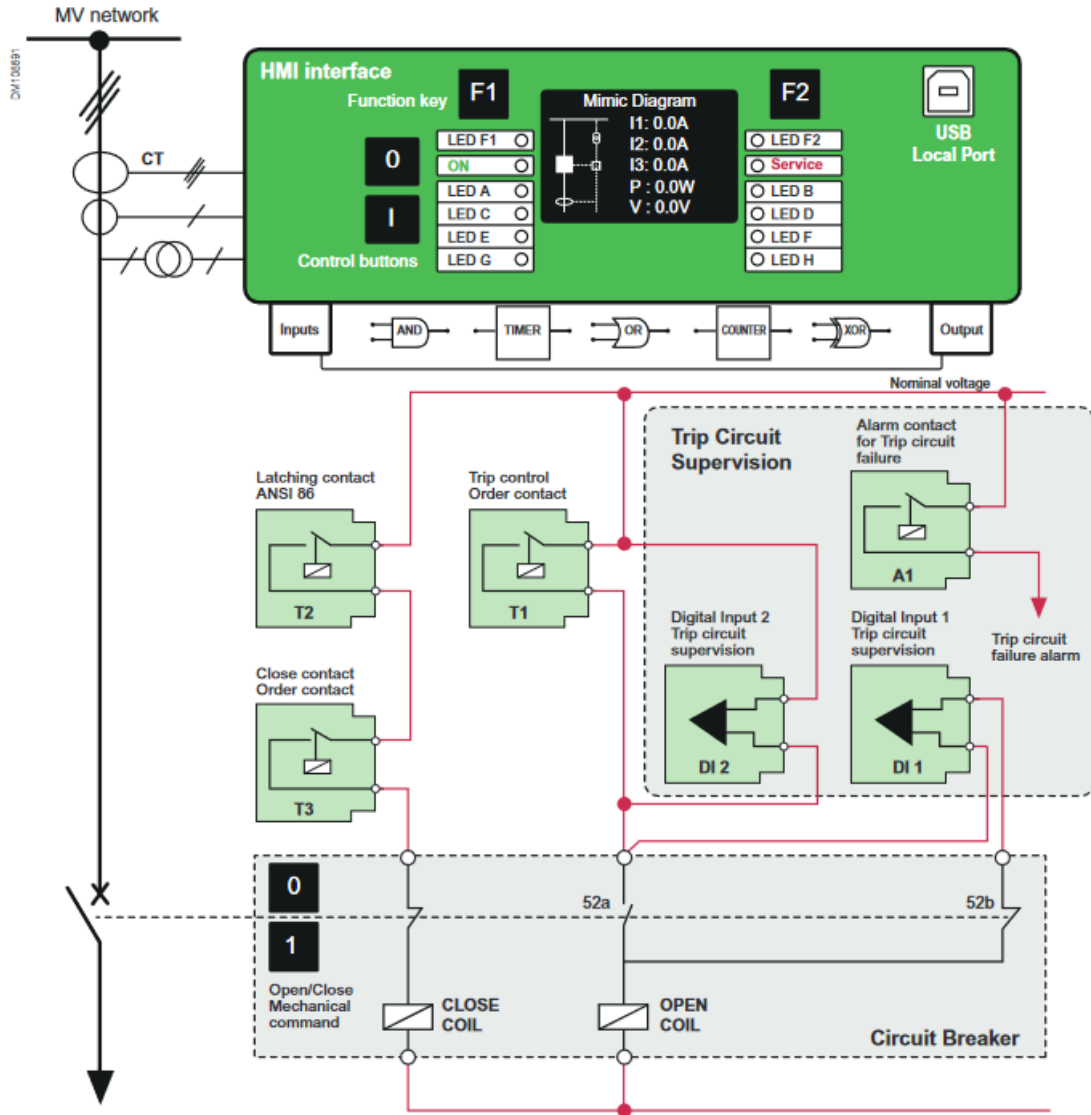 MV network
DM106691
HMI interface
Function key
F1
F2
Mimic Diagram
I1: 0.0A
I2: 0.0A
I3: 0.0A
P : 0.0W
V : 0.0V
USB
Local Port
CT
0
I
Control buttons
LED F1
ON
LED A
LED C
LED E
LED G
LED F2
Service
LED B
LED D
LED F
LED H
Inputs
AND
TIMER
OR
COUNTER
XOR
Output
Nominal voltage
Trip Circuit
Supervision
Alarm contact
for Trip circuit
failure
A1
Latching contact
ANSI 86
T2
Trip control
Order contact
T1
Digital Input 2
Trip circuit
supervision
DI 2
Digital Input 1
Trip circuit
supervision
DI 1
Trip circuit
failure alarm
Close contact
Order contact
T3
0
1
Open/Close
Mechanical
command
52a
52b
CLOSE
COIL
OPEN
COIL
Circuit Breaker